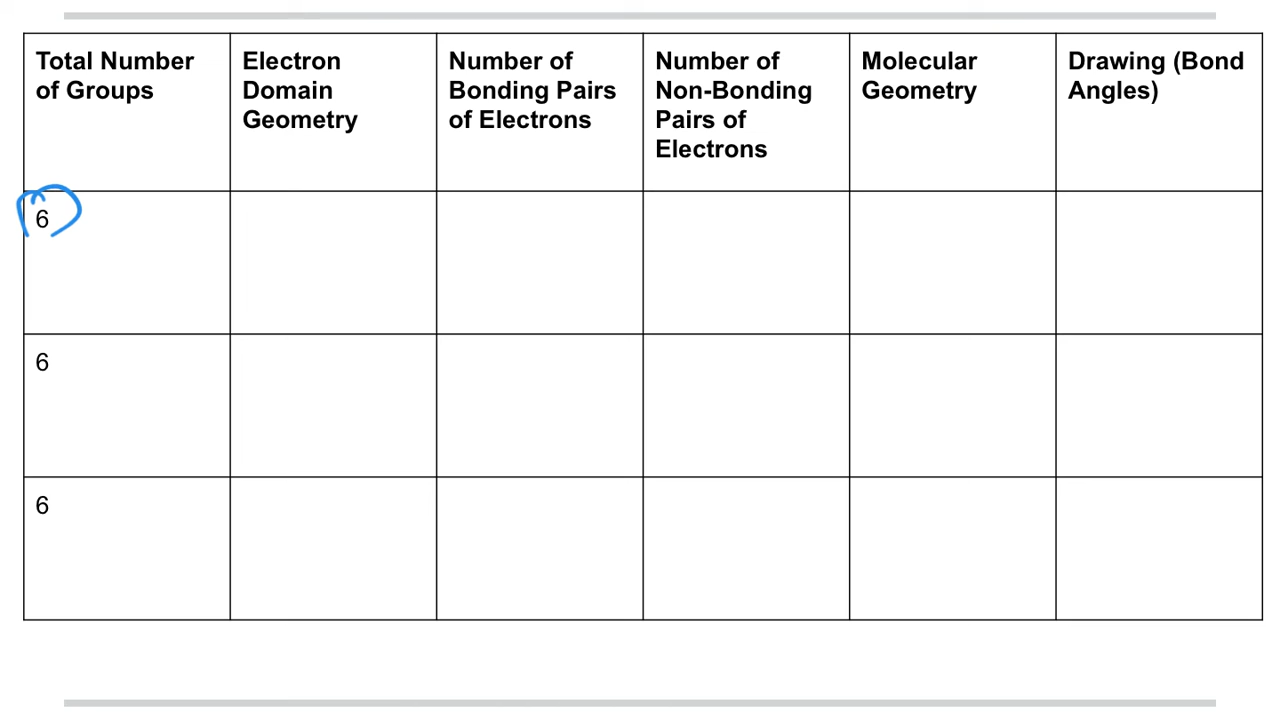 Total Number
of Groups
Electron
Domain
Geometry
Number of
Bonding Pairs
of Electrons
Number of
Non-Bonding
Pairs of
Electrons
Molecular
Geometry
Drawing (Bond
Angles)
6
6
6